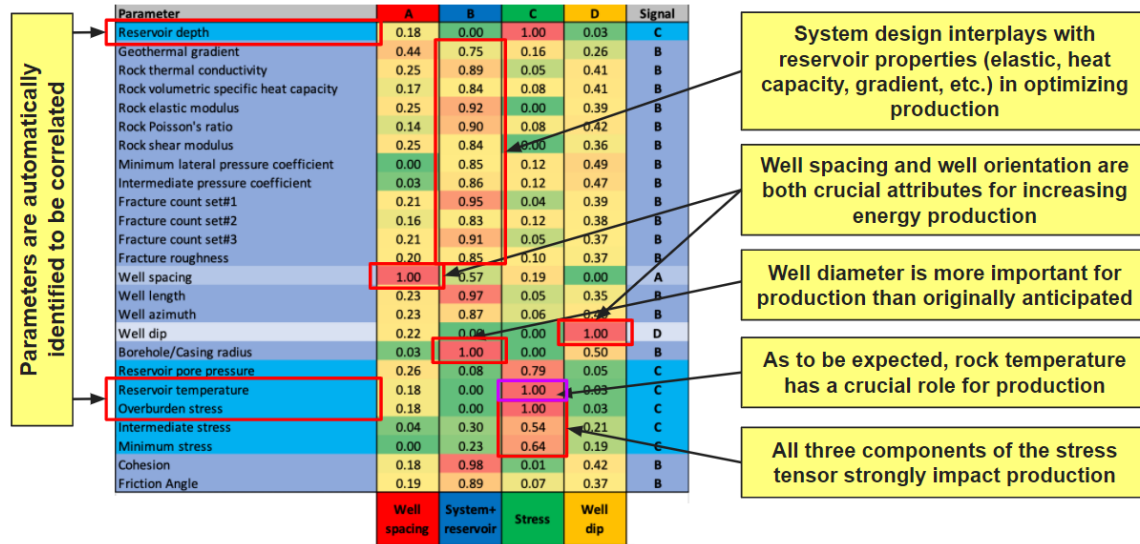 Parameters are automatically
identified to be correlated
Parameter A B C D Signal
Reservoir depth 0.18 0.00 1.00 0.03 C
Geothermal gradient 0.44 0.75 0.16 0.26 B
Rock thermal conductivity 0.25 0.89 0.05 0.41 B
Rock volumetric specific heat capacity 0.17 0.84 0.08 0.41 B
Rock elastic modulus 0.25 0.92 0.00 0.39 B
Rock Poisson's ratio 0.14 0.90 0.08 0.42 B
Rock shear modulus 0.25 0.84 0.00 0.36 B
Minimum lateral pressure coefficient 0.00 0.85 0.12 0.49 B
Intermediate pressure coefficient 0.03 0.86 0.12 0.47 B
Fracture count set#1 0.21 0.95 0.04 0.39 B
Fracture count set#2 0.16 0.83 0.12 0.38 B
Fracture count set#3 0.21 0.91 0.05 0.37 B
Fracture roughness 0.20 0.85 0.10 0.37 B
Well spacing 1.00 0.57 0.19 0.00 A
Well length 0.23 0.97 0.05 0.35 B
Well azimuth 0.23 0.87 0.06 B
Well dip 0.22 0.00 1.00 D
Borehole/Casing radius 0.03 1.00 0.00 0.50 B
Reservoir pore pressure 0.26 0.08 0.79 0.05 C
Reservoir temperature 0.18 0.00 1.00 0.03 C
Overburden stress 0.18 0.00 1.00 0.03 C
Intermediate stress 0.04 0.30 0.54 0.21 C
Minimum stress 0.00 0.23 0.64 0.19 C
Cohesion 0.18 0.98 0.01 0.42 B
Friction Angle 0.19 0.89 0.07 0.37 B
Well
spacing
System+
reservoir
Stress
Well
dip
System design interplays with
reservoir properties (elastic, heat
capacity, gradient, etc.) in optimizing
production
Well spacing and well orientation are
both crucial attributes for increasing
energy production
Well diameter is more important for
production than originally anticipated
As to be expected, rock temperature
has a crucial role for production
All three components of the stress
tensor strongly impact production